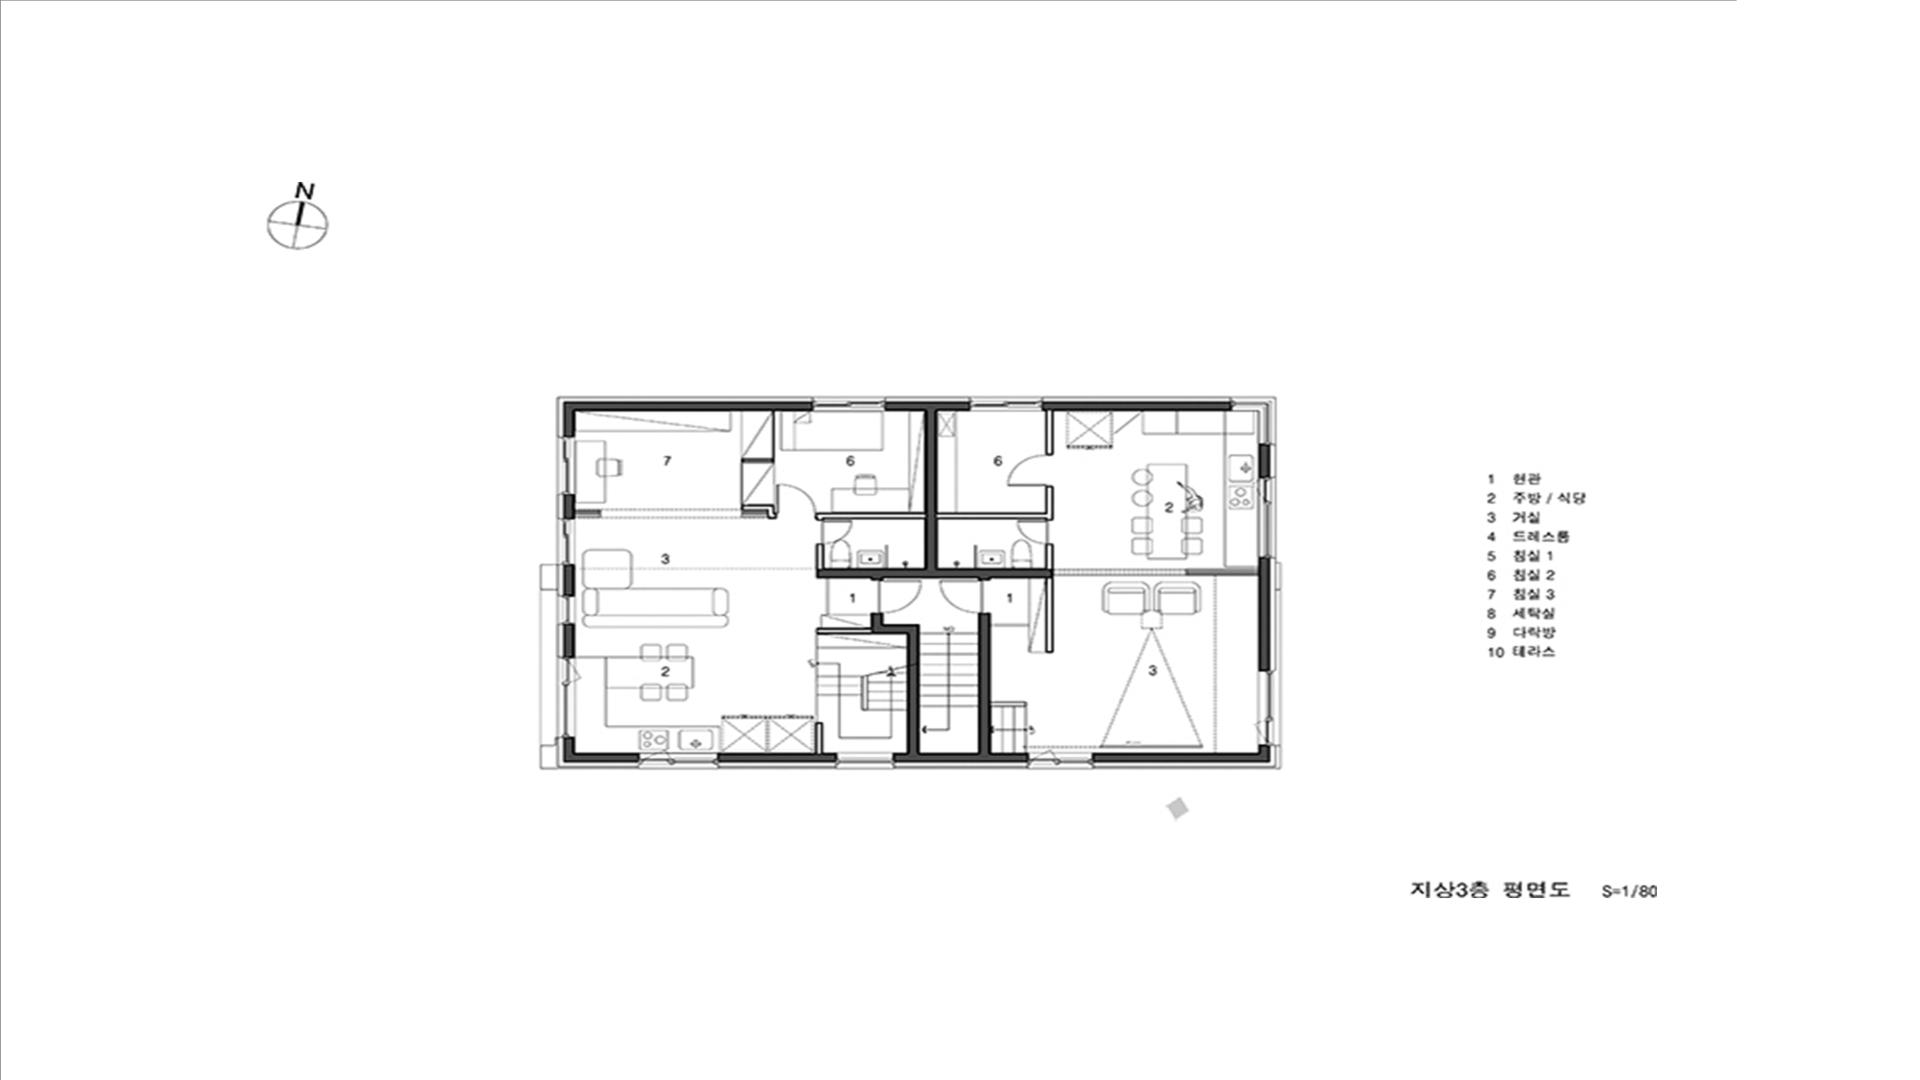 N
7
6
6
2
3
1
1
3
2
1 현관
2 주방 / 식당
3 거실
4 드레스룸
5 침실 1
6 침실 2
7 침실 3
8 세탁실
9 다락방
10 테라스
지상3층 평면도 S=1/80